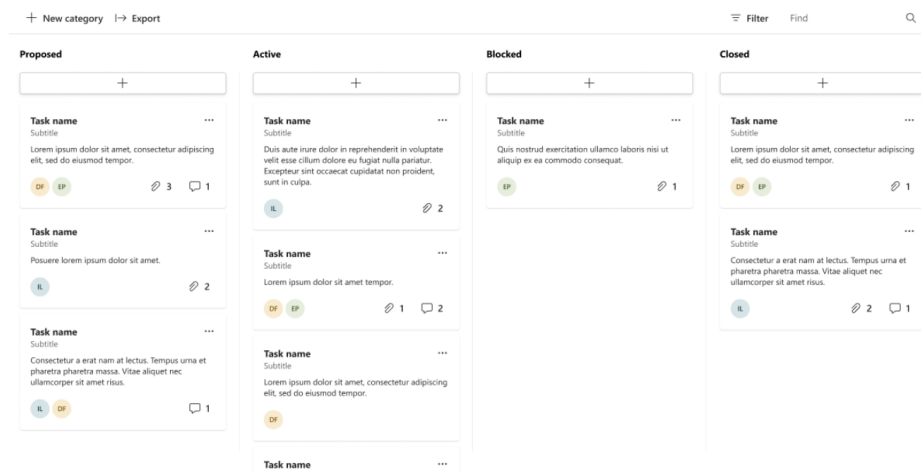 New category
Export
Filter
Find
Proposed
Task name
Subtitle
Lorem ipsum dolor sit amet, consectetur adipiscing
elit, sed do eiusmod tempor.
DF
EP
3
1
Task name
Subtitle
Posuere lorem ipsum dolor sit amet.
IL
2
Task name
Subtitle
Consectetur a erat nam at lectus. Tempus urna et
pharetra pharetra massa. Vitae aliquet nec
ullamcorper sit amet risus.
IL
DF
1
Active
Task name
Subtitle
Duis aute irure dolor in reprehenderit in voluptate
velit esse cillum dolore eu fugiat nulla pariatur.
Excepteur sint occaecat cupidatat non proident,
sunt in culpa.
IL
2
Task name
Subtitle
Lorem ipsum dolor sit amet tempor.
DF
EP
1
2
Task name
Subtitle
Lorem ipsum dolor sit amet, consectetur adipiscing
elit, sed do eiusmod tempor.
DF
Task name
Blocked
Task name
Subtitle
Quis nostrud exercitation ullamco laboris nisi ut
aliquip ex ea commodo consequat.
EP
1
Closed
Task name
Subtitle
Lorem ipsum dolor sit amet, consectetur adipiscing
elit, sed do eiusmod tempor.
DF
EP
1
Task name
Subtitle
Consectetur a erat nam at lectus. Tempus urna et
pharetra pharetra massa. Vitae aliquet nec
ullamcorper sit amet risus.
IL
2
1